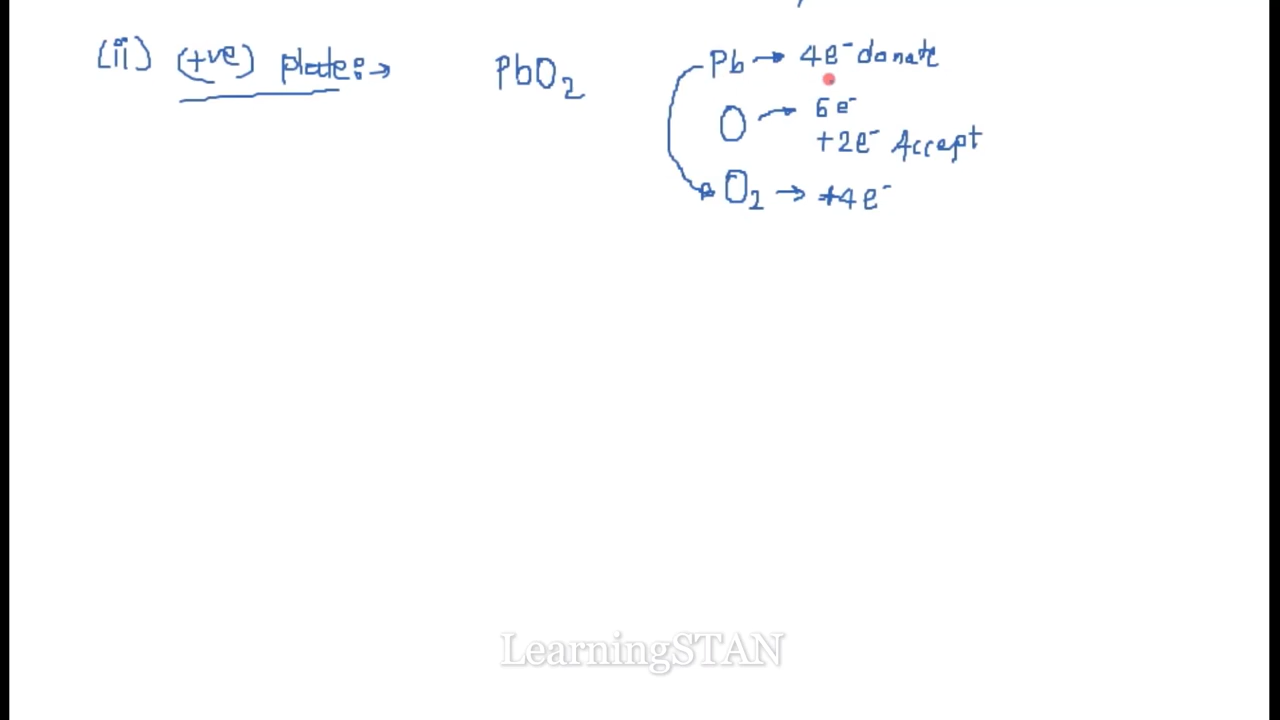 (ii) (+ve) plate:→ PbO₂
Pb → 4e⁻ donate
O → 6e⁻
+2e⁻ Accept
O₂ → +4e⁻
LearningSTAN